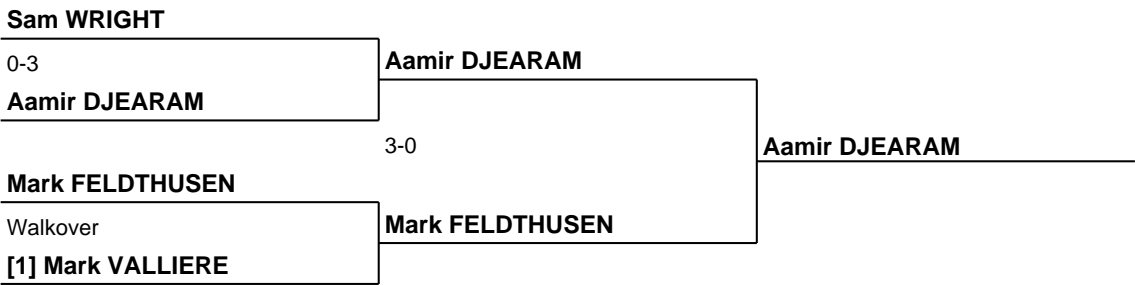 Sam WRIGHT
0-3
Aamir DJEARAM
Aamir DJEARAM
3-0
Aamir DJEARAM
Mark FELDTHUSEN
Walkover
Mark FELDTHUSEN
[1] Mark VALLIERE